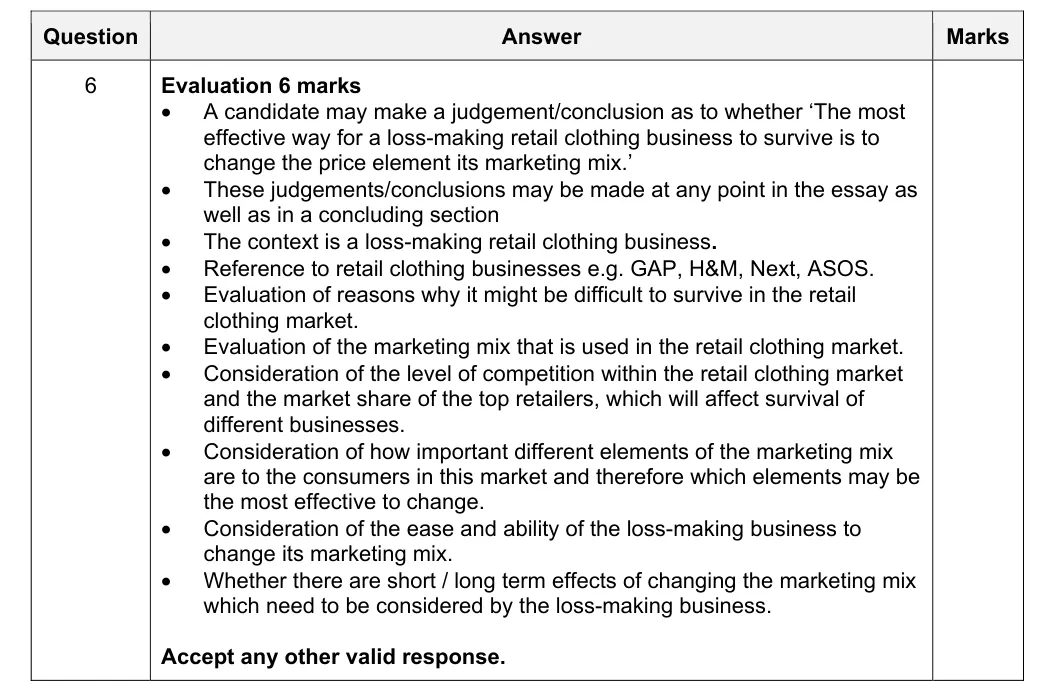 Question Answer Marks
6 Evaluation 6 marks
• A candidate may make a judgement/conclusion as to whether ‘The most
effective way for a loss-making retail clothing business to survive is to
change the price element its marketing mix.’
• These judgements/conclusions may be made at any point in the essay as
well as in a concluding section
• The context is a loss-making retail clothing business.
• Reference to retail clothing businesses e.g. GAP, H&M, Next, ASOS.
• Evaluation of reasons why it might be difficult to survive in the retail
clothing market.
• Evaluation of the marketing mix that is used in the retail clothing market.
• Consideration of the level of competition within the retail clothing market
and the market share of the top retailers, which will affect survival of
different businesses.
• Consideration of how important different elements of the marketing mix
are to the consumers in this market and therefore which elements may be
the most effective to change.
• Consideration of the ease and ability of the loss-making business to
change its marketing mix.
• Whether there are short / long term effects of changing the marketing mix
which need to be considered by the loss-making business.
Accept any other valid response.